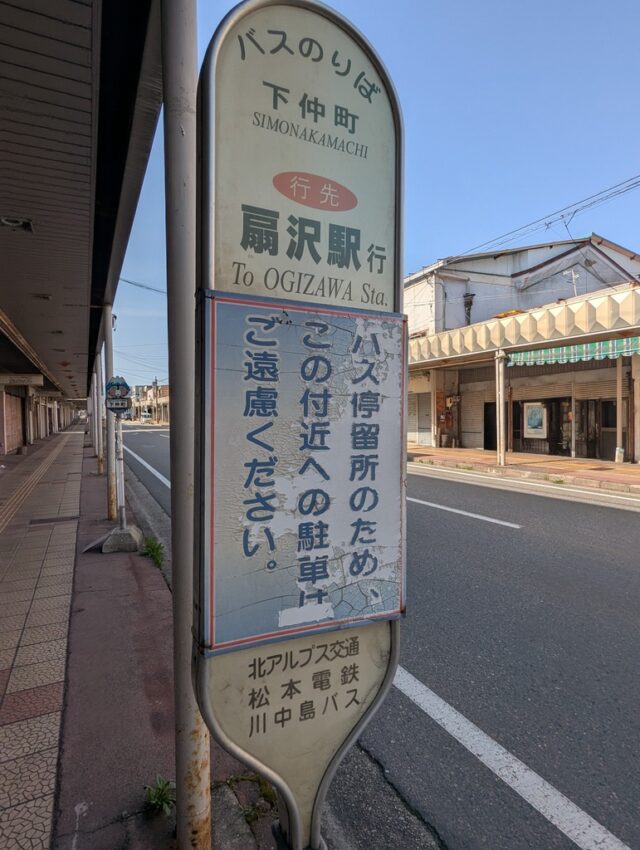 バスのりば
下仲町
SIMONAKAMACHI
行先
扇沢駅行
To OGIZAWA Sta.
バス停留所のため、
この付近への駐車は
ご遠慮ください。
北アルプス交通
松本電鉄
川中島バス